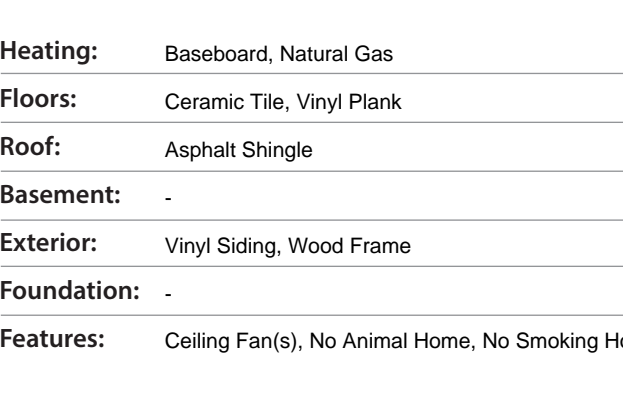 Heating: Baseboard, Natural Gas
Floors: Ceramic Tile, Vinyl Plank
Roof: Asphalt Shingle
Basement: -
Exterior: Vinyl Siding, Wood Frame
Foundation: -
Features: Ceiling Fan(s), No Animal Home, No Smoking